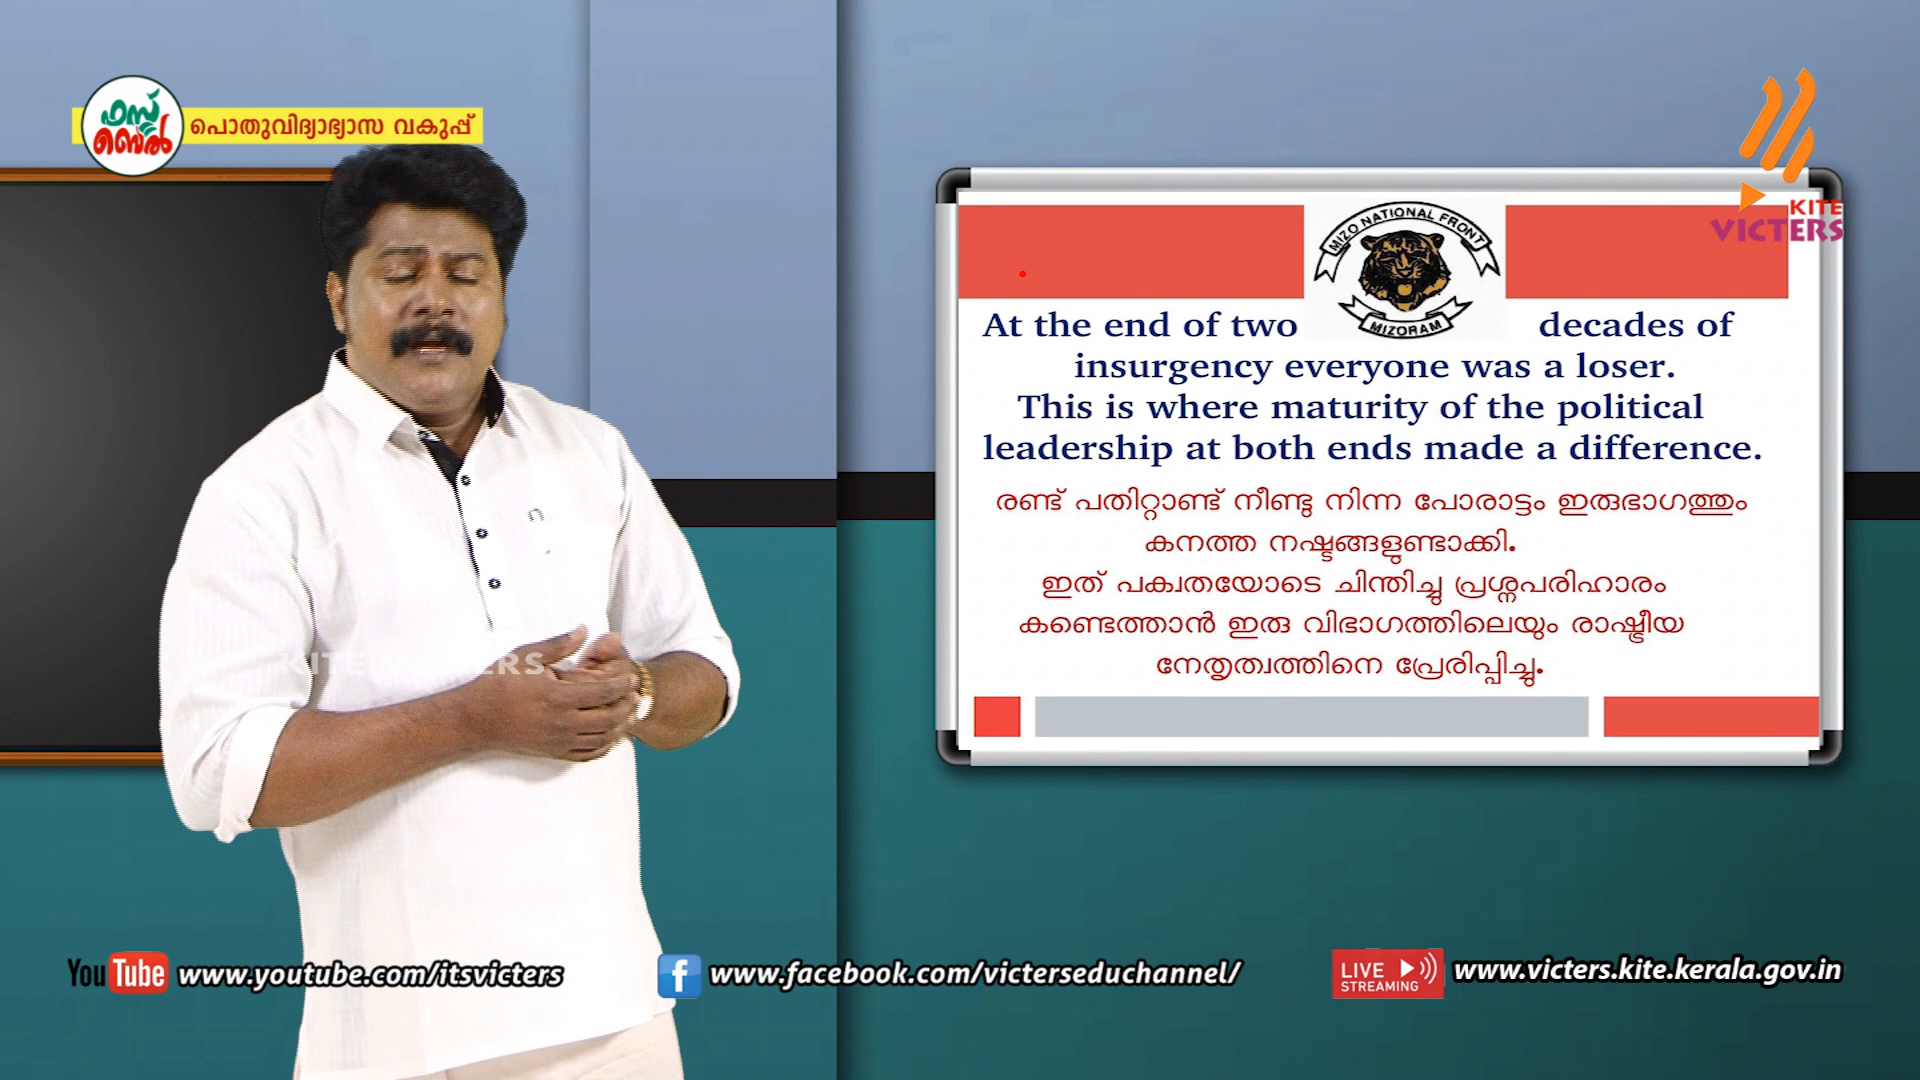 ഫസ്റ്റ്
ബെൽ
പൊതുവിദ്യാഭ്യാസ വകുപ്പ്
KITE
VICTERS
MIZO NATIONAL FRONT
MIZORAM
At the end of two decades of
insurgency everyone was a loser.
This is where maturity of the political
leadership at both ends made a difference.
രണ്ട് പതിറ്റാണ്ട് നീണ്ടു നിന്ന പോരാട്ടം ഇരുഭാഗത്തും
കനത്ത നഷ്ടങ്ങളുണ്ടാക്കി.
ഇത് പക്വതയോടെ ചിന്തിച്ചു പ്രശ്നപരിഹാരം
കണ്ടെത്താൻ ഇരു വിഭാഗത്തിലെയും രാഷ്ട്രീയ
നേതൃത്വത്തിനെ പ്രേരിപ്പിച്ചു.
KITE VICTERS
YouTube www.youtube.com/itsvicters
f www.facebook.com/victerseduchannel/
LIVE STREAMING www.victers.kite.kerala.gov.in